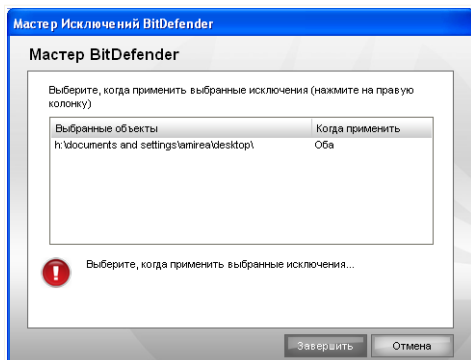 Мастер Исключений BitDefender
Мастер BitDefender
Выберите, когда применить выбранные исключения (нажмите на правую
колонку)
Выбранные объекты Когда применить
h:\documents and settings\amirea\desktop\ Оба
Выберите, когда применить выбранные исключения...
Завершить Отмена